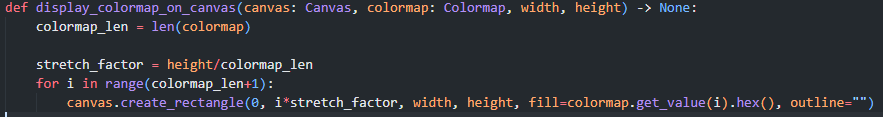 def display_colormap_on_canvas(canvas: Canvas, colormap: Colormap, width, height) -> None:
    colormap_len = len(colormap)

    stretch_factor = height/colormap_len
    for i in range(colormap_len+1):
        canvas.create_rectangle(0, i*stretch_factor, width, height, fill=colormap.get_value(i).hex(), outline="")